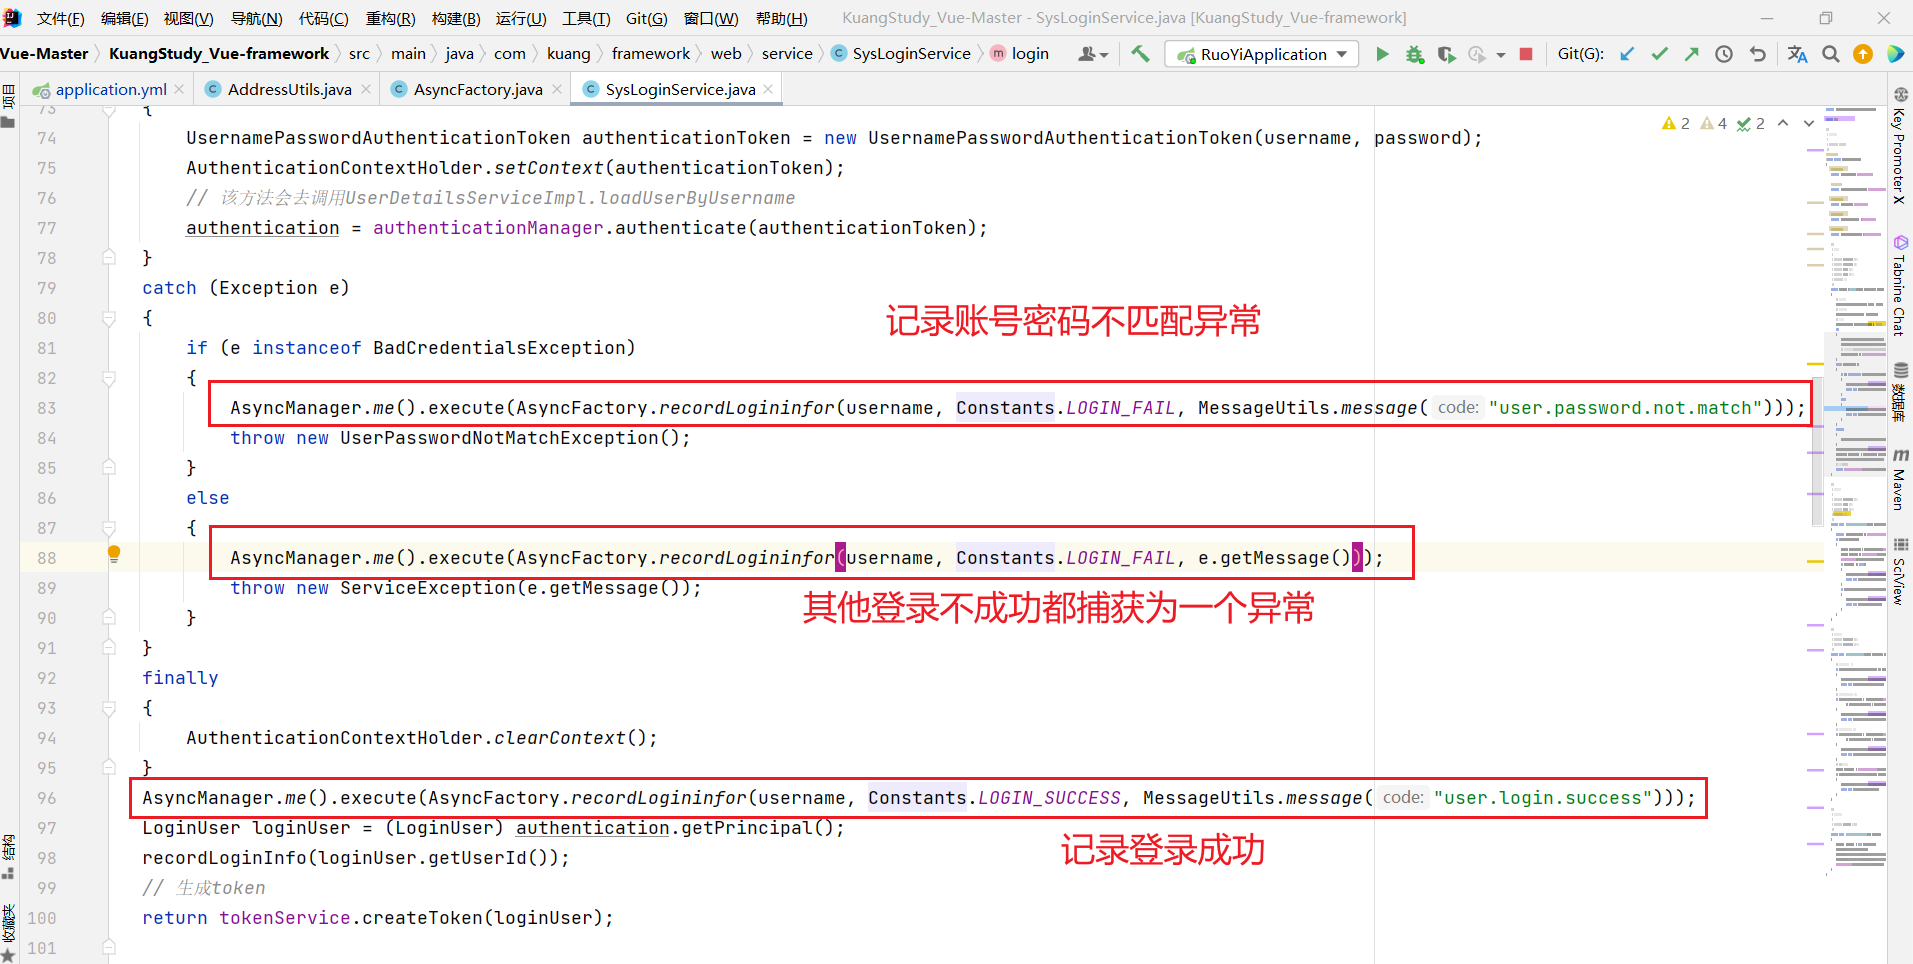 文件(F) 编辑(E) 视图(V) 导航(N) 代码(C) 重构(R) 构建(B) 运行(U) 工具(T) Git(G) 窗口(W) 帮助(H) KuangStudy_Vue-Master - SysLoginService.java [KuangStudy_Vue-framework]
Vue-Master KuangStudy_Vue-framework src main java com kuang framework web service SysLoginService login RuoYiApplication Git(G):
application.yml AddressUtils.java AsyncFactory.java SysLoginService.java
项目
2 4 2
Key Promoter X
Tabnine Chat
数据库
Maven
SciView
结构
收藏夹
73 {
74 UsernamePasswordAuthenticationToken authenticationToken = new UsernamePasswordAuthenticationToken(username, password);
75 AuthenticationContextHolder.setContext(authenticationToken);
76 // 该方法会去调用UserDetailsServiceImpl.loadUserByUsername
77 authentication = authenticationManager.authenticate(authenticationToken);
78 }
79 catch (Exception e)
80 {
记录账号密码不匹配异常
81 if (e instanceof BadCredentialsException)
82 {
83 AsyncManager.me().execute(AsyncFactory.recordLogininfor(username, Constants.LOGIN_FAIL, MessageUtils.message( code: "user.password.not.match")));
84 throw new UserPasswordNotMatchException();
85 }
86 else
87 {
88 AsyncManager.me().execute(AsyncFactory.recordLogininfor(username, Constants.LOGIN_FAIL, e.getMessage()));
89 throw new ServiceException(e.getMessage());
其他登录不成功都捕获为一个异常
90 }
91 }
92 finally
93 {
94 AuthenticationContextHolder.clearContext();
95 }
96 AsyncManager.me().execute(AsyncFactory.recordLogininfor(username, Constants.LOGIN_SUCCESS, MessageUtils.message( code: "user.login.success")));
97 LoginUser loginUser = (LoginUser) authentication.getPrincipal();
记录登录成功
98 recordLoginInfo(loginUser.getUserId());
99 // 生成token
100 return tokenService.createToken(loginUser);
101